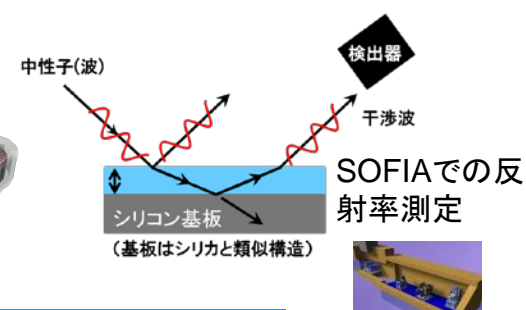 中性子(波)
検出器
干渉波
シリコン基板
(基板はシリカと類似構造)
SOFIAでの反
射率測定